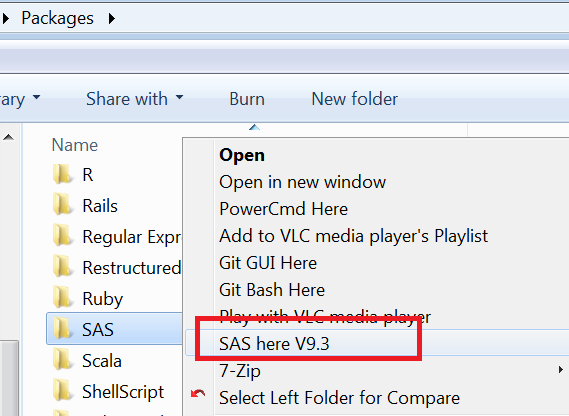 Packages
ary
Share with
Burn
New folder
Name
R
Rails
Regular Expr
Restructured
Ruby
SAS
Scala
ShellScript
Open
Open in new window
PowerCmd Here
Add to VLC media player's Playlist
Git GUI Here
Git Bash Here
Play with VLC media player
SAS here V9.3
7-Zip
Select Left Folder for Compare